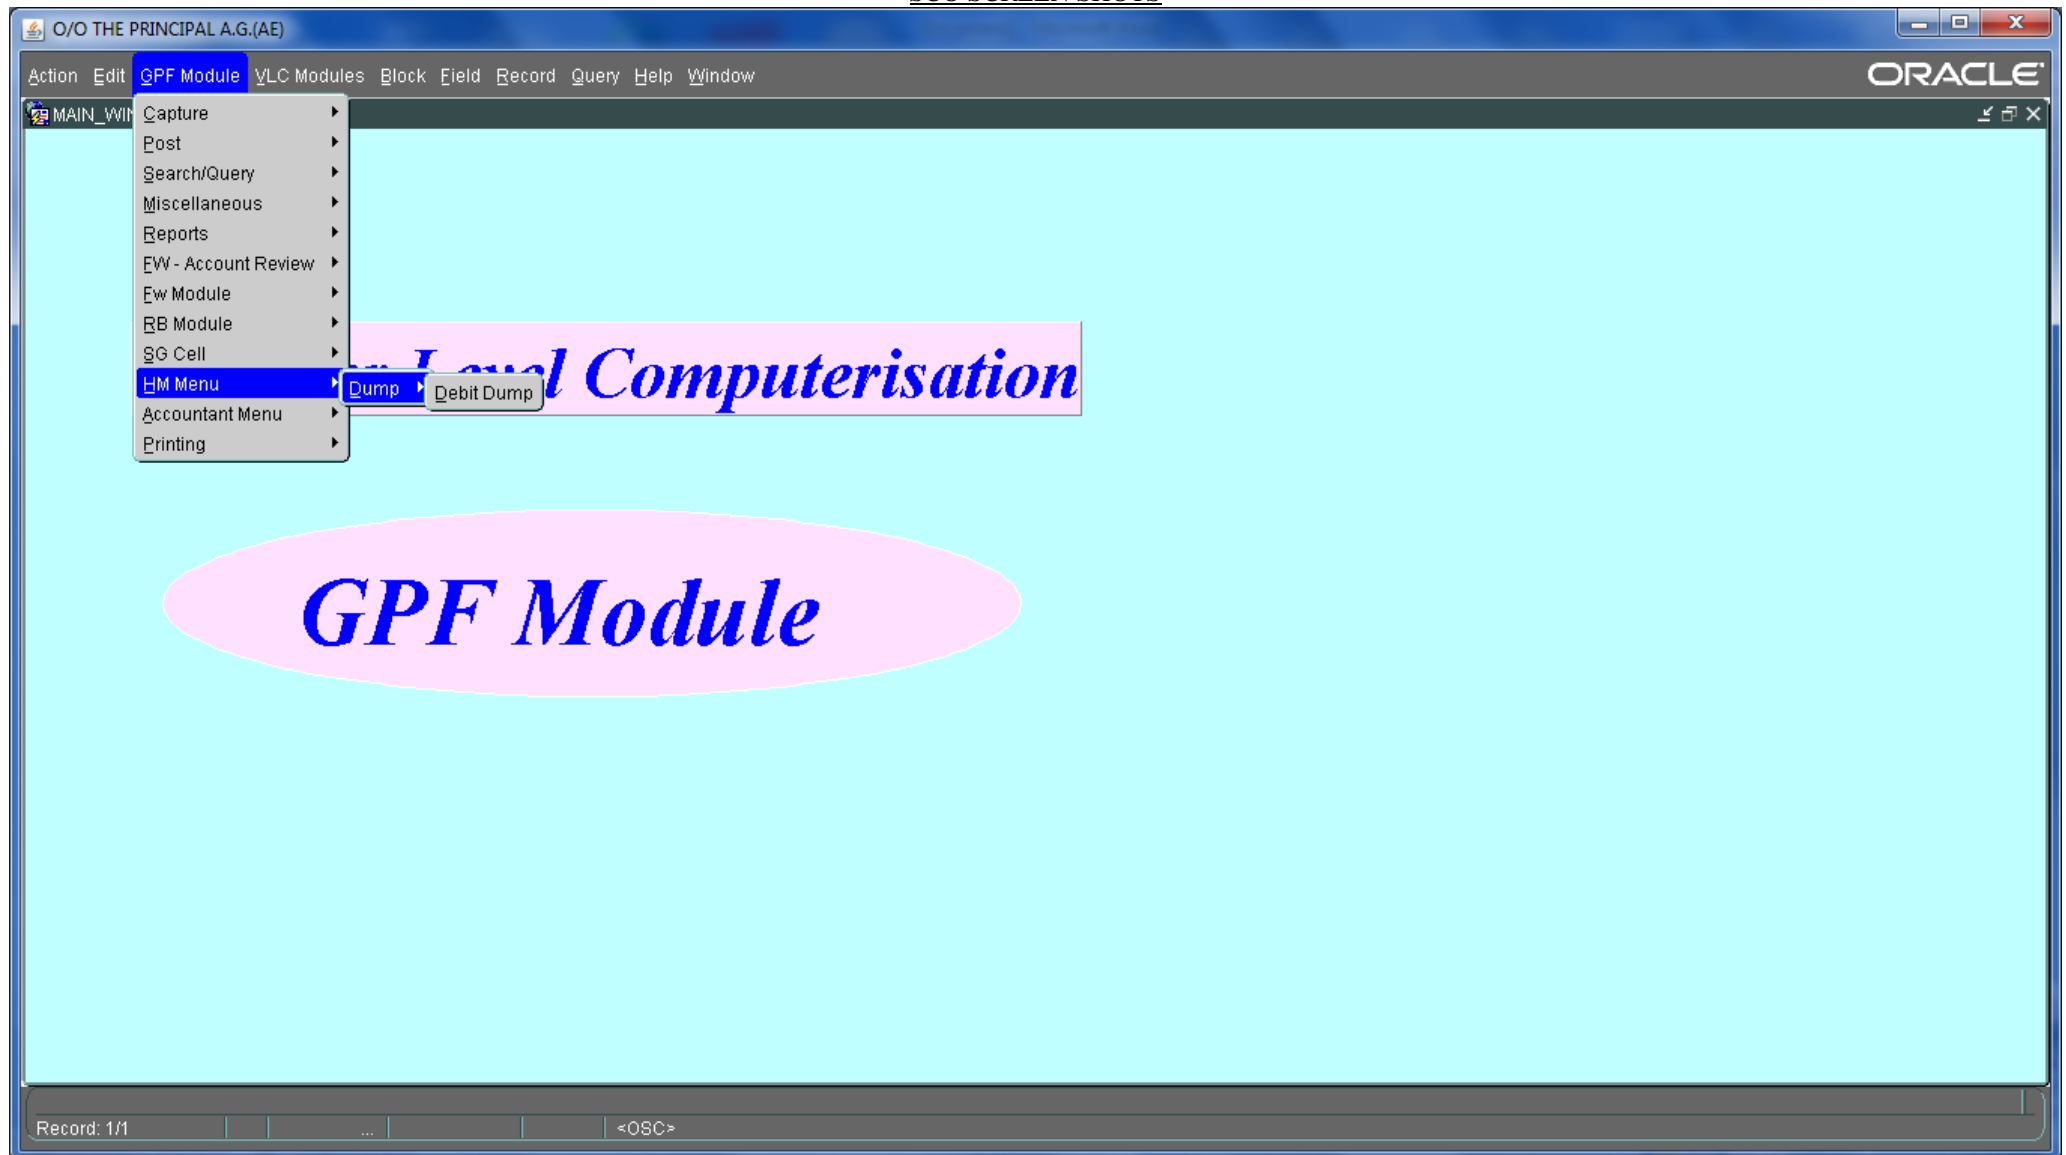 O/O THE PRINCIPAL A.G.(AE)
Action Edit GPF Module VLC Modules Block Field Record Query Help Window
ORACLE
MAIN_WIN
Capture
Post
Search/Query
Miscellaneous
Reports
FW - Account Review
Fw Module
RB Module
SG Cell
HM Menu
Dump
Debit Dump
Accountant Menu
Printing
Level Computerisation
GPF Module
Record: 1/1
...
<OSC>